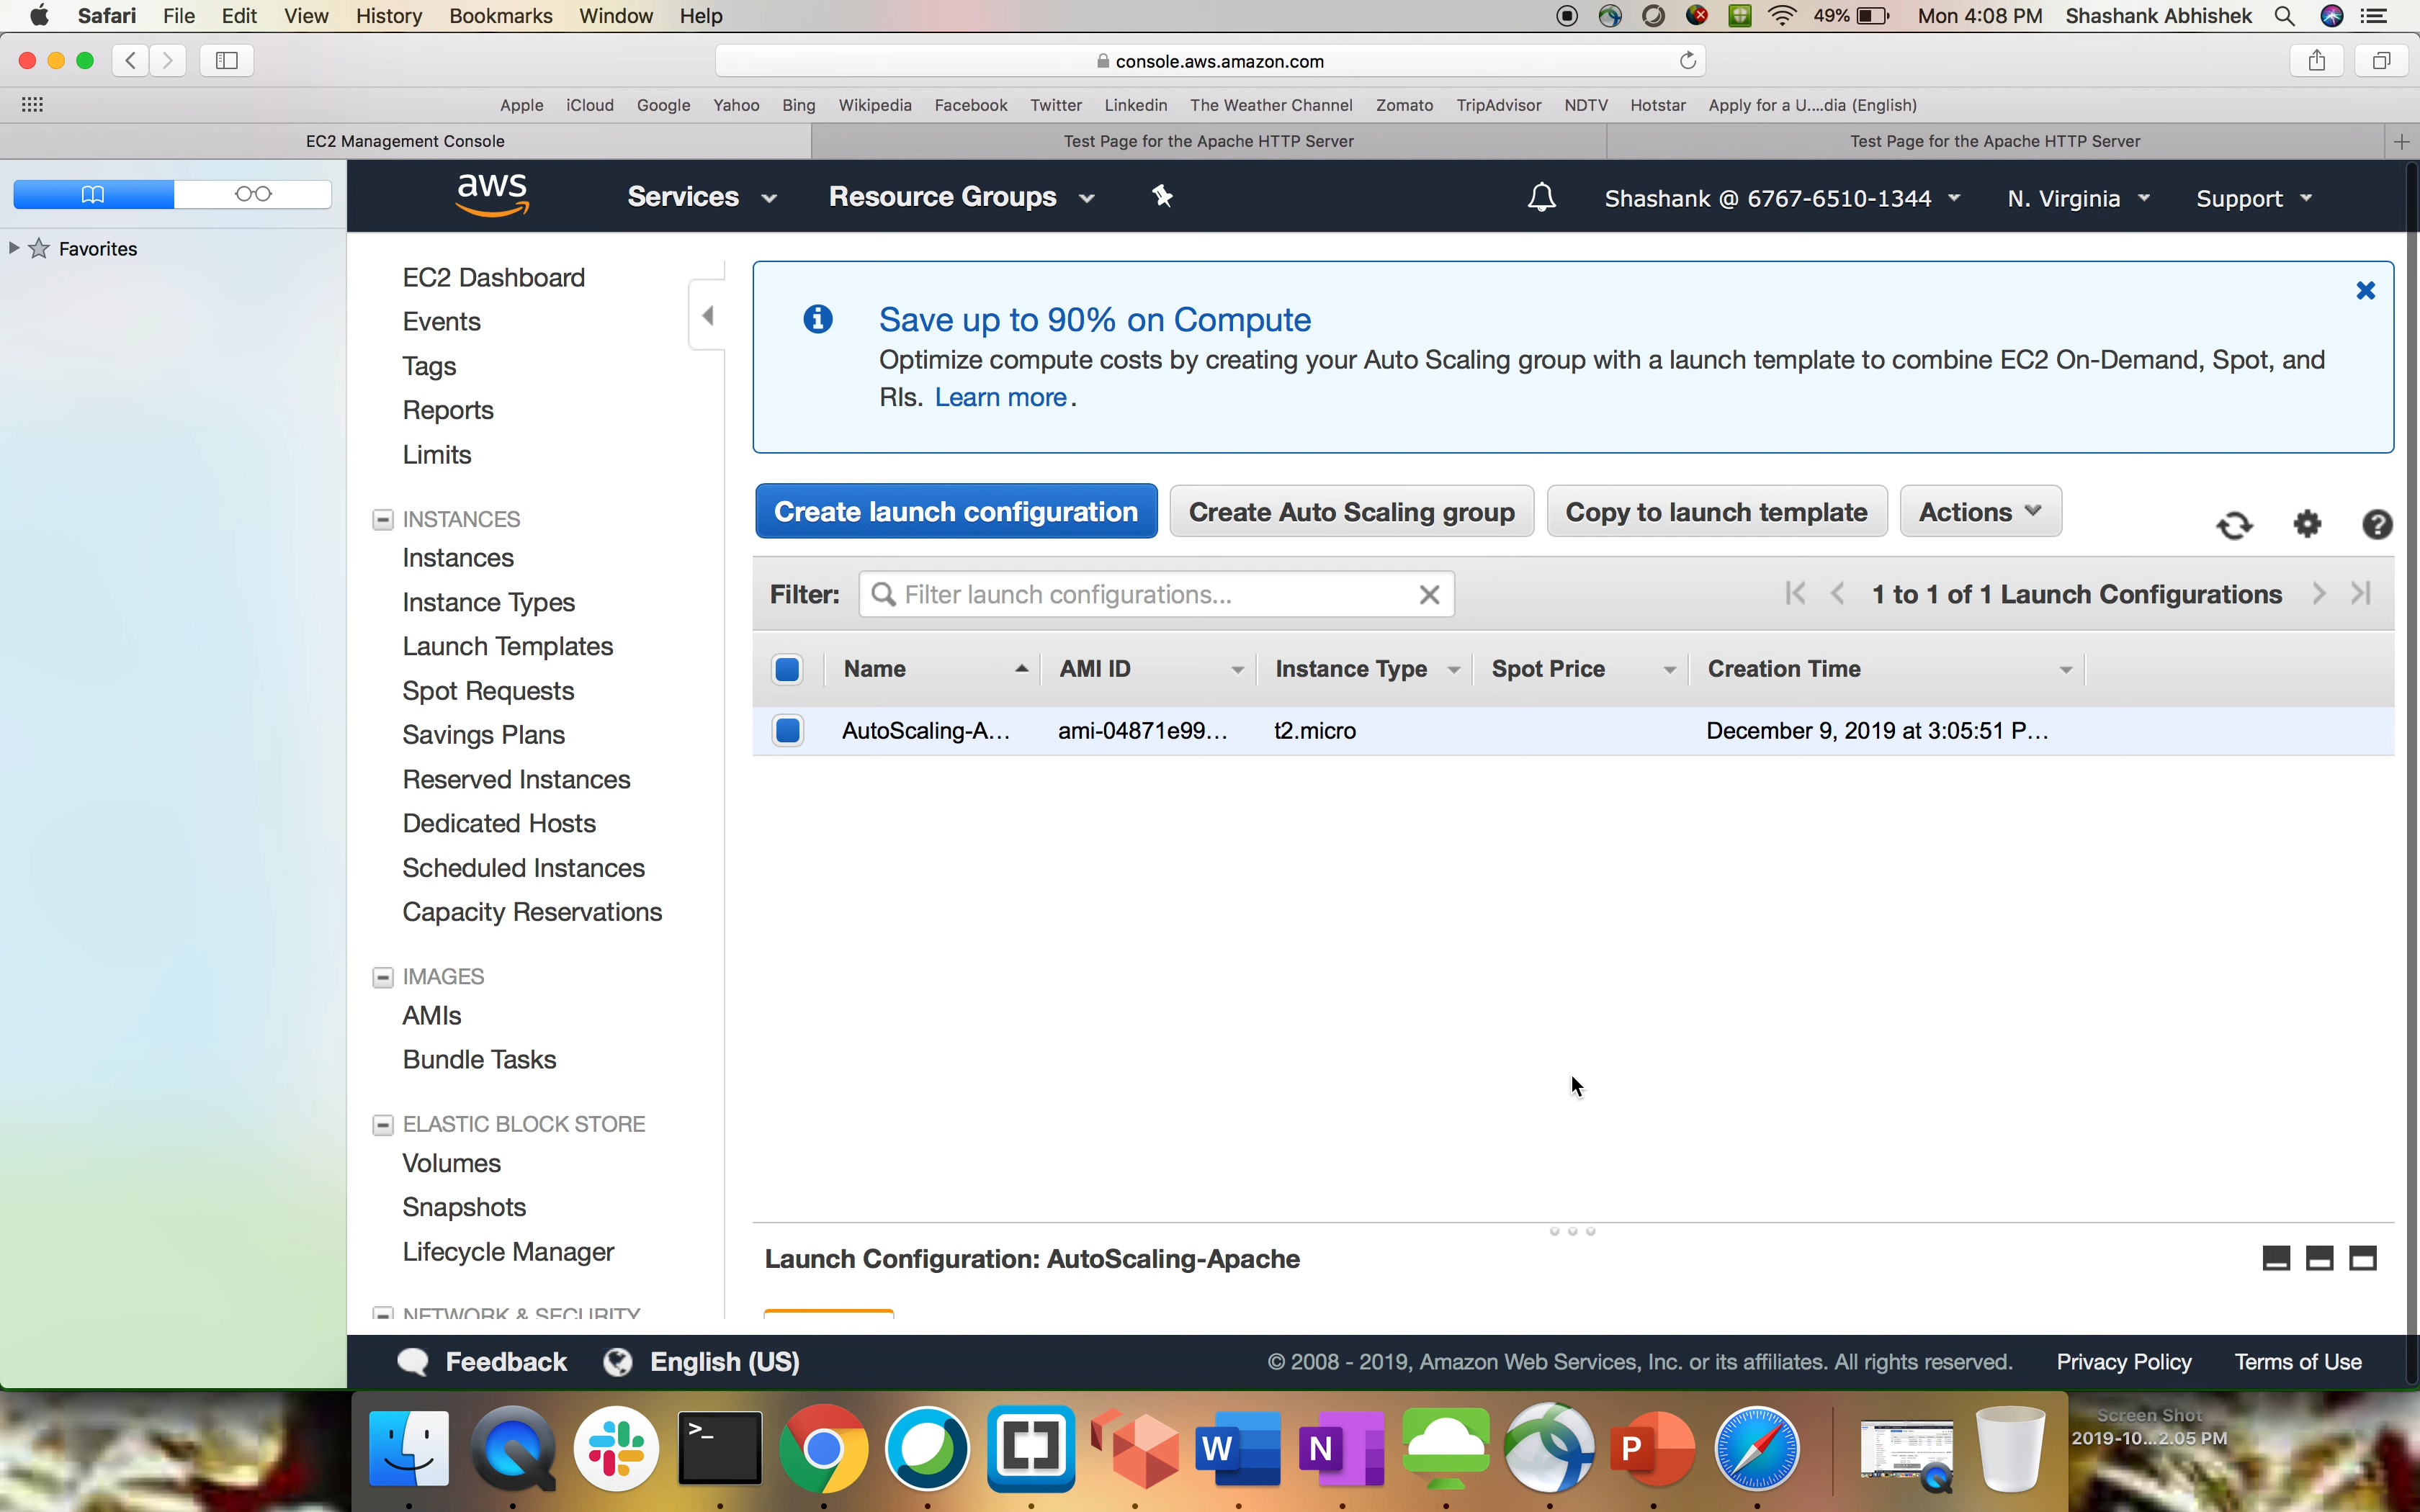 Safari File Edit View History Bookmarks Window Help
49% Mon 4:08 PM Shashank Abhishek
console.aws.amazon.com
Apple iCloud Google Yahoo Bing Wikipedia Facebook Twitter Linkedin The Weather Channel Zomato TripAdvisor NDTV Hotstar Apply for a U....dia (English)
EC2 Management Console
Test Page for the Apache HTTP Server
Test Page for the Apache HTTP Server
Favorites
aws
Services
Resource Groups
Shashank @ 6767-6510-1344
N. Virginia
Support
EC2 Dashboard
Events
Tags
Reports
Limits
INSTANCES
Instances
Instance Types
Launch Templates
Spot Requests
Savings Plans
Reserved Instances
Dedicated Hosts
Scheduled Instances
Capacity Reservations
IMAGES
AMIs
Bundle Tasks
ELASTIC BLOCK STORE
Volumes
Snapshots
Lifecycle Manager
NETWORK & SECURITY
Save up to 90% on Compute
Optimize compute costs by creating your Auto Scaling group with a launch template to combine EC2 On-Demand, Spot, and
RIs. Learn more.
Create launch configuration
Create Auto Scaling group
Copy to launch template
Actions
Filter: Filter launch configurations...
1 to 1 of 1 Launch Configurations
Name AMI ID Instance Type Spot Price Creation Time
AutoScaling-A... ami-04871e99... t2.micro December 9, 2019 at 3:05:51 P...
Launch Configuration: AutoScaling-Apache
Feedback
English (US)
© 2008 - 2019, Amazon Web Services, Inc. or its affiliates. All rights reserved.
Privacy Policy
Terms of Use
W
N
P
Screen Shot
2019-10...2.05 PM